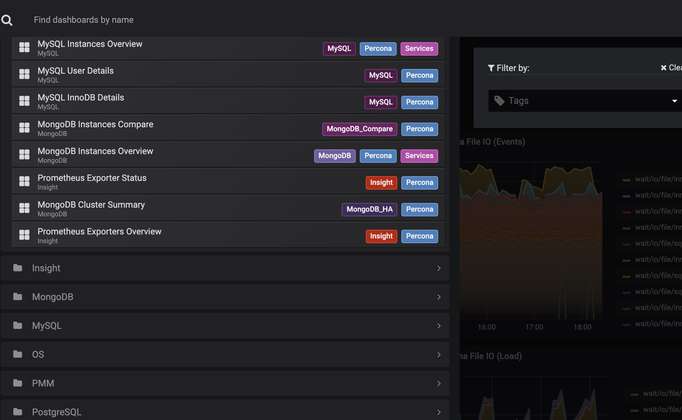 Find dashboards by name
MySQL Instances Overview
MySQL
MySQL Percona Services
MySQL User Details
MySQL
MySQL Percona
MySQL InnoDB Details
MySQL
MySQL Percona
MongoDB Instances Compare
MongoDB
MongoDB_Compare Percona
MongoDB Instances Overview
MongoDB
MongoDB Percona Services
Prometheus Exporter Status
Insight
Insight Percona
MongoDB Cluster Summary
MongoDB
MongoDB_HA Percona
Prometheus Exporters Overview
Insight
Insight Percona
Insight
MongoDB
MySQL
OS
PMM
PostgreSQL
Filter by:
Clea
Tags
a File IO (Events)
wait/io/file/inn
wait/io/file/inn
wait/io/file/inn
wait/io/file/inn
wait/io/file/sq
wait/io/file/inn
wait/io/file/sq
wait/io/file/inn
wait/io/file/inn
wait/io/file/inn
16:00 17:00 18:00
a File IO (Load)
wait/io/file/
wait/io/file/